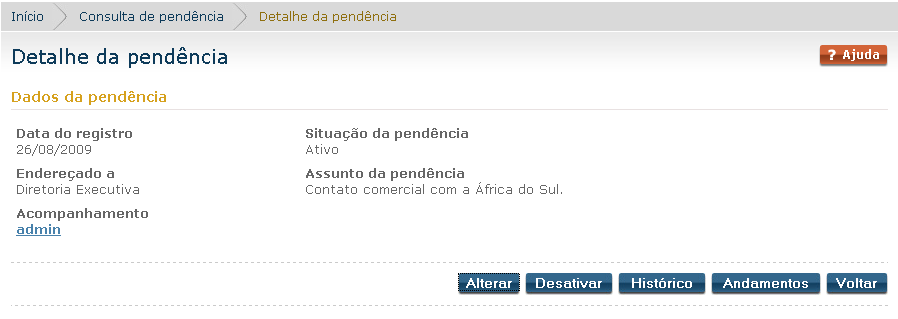 Início Consulta de pendência Detalhe da pendência
Detalhe da pendência
? Ajuda
Dados da pendência
Data do registro Situação da pendência
26/08/2009 Ativo
Endereçado a Assunto da pendência
Diretoria Executiva Contato comercial com a África do Sul.
Acompanhamento
admin
Alterar Desativar Histórico Andamentos Voltar